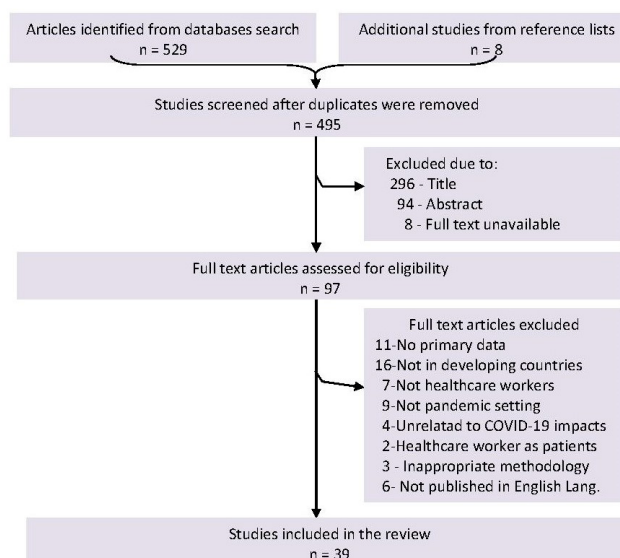 Articles identified from databases search
n = 529
Additional studies from reference lists
n = 8
Studies screened after duplicates were removed
n = 495
Excluded due to:
296 - Title
94 - Abstract
8 - Full text unavailable
Full text articles assessed for eligibility
n = 97
Full text articles excluded
11-No primary data
16-Not in developing countries
7-Not healthcare workers
9-Not pandemic setting
4-Unrelatad to COVID-19 impacts
2-Healthcare worker as patients
3 - Inappropriate methodology
6- Not published in English Lang.
Studies included in the review
n = 39